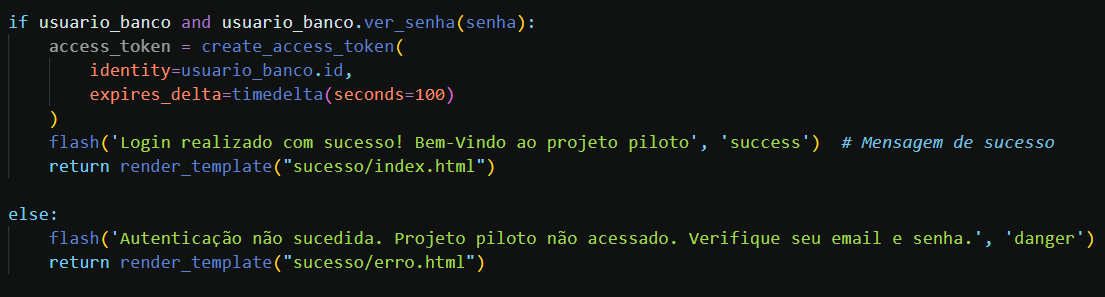 if usuario_banco and usuario_banco.ver_senha(senha):
    access_token = create_access_token(
        identity=usuario_banco.id,
        expires_delta=timedelta(seconds=100)
    )
    flash('Login realizado com sucesso! Bem-Vindo ao projeto piloto', 'success')  # Mensagem de sucesso
    return render_template("sucesso/index.html")
else:
    flash('Autenticação não sucedida. Projeto piloto não acessado. Verifique seu email e senha.', 'danger')
    return render_template("sucesso/erro.html")